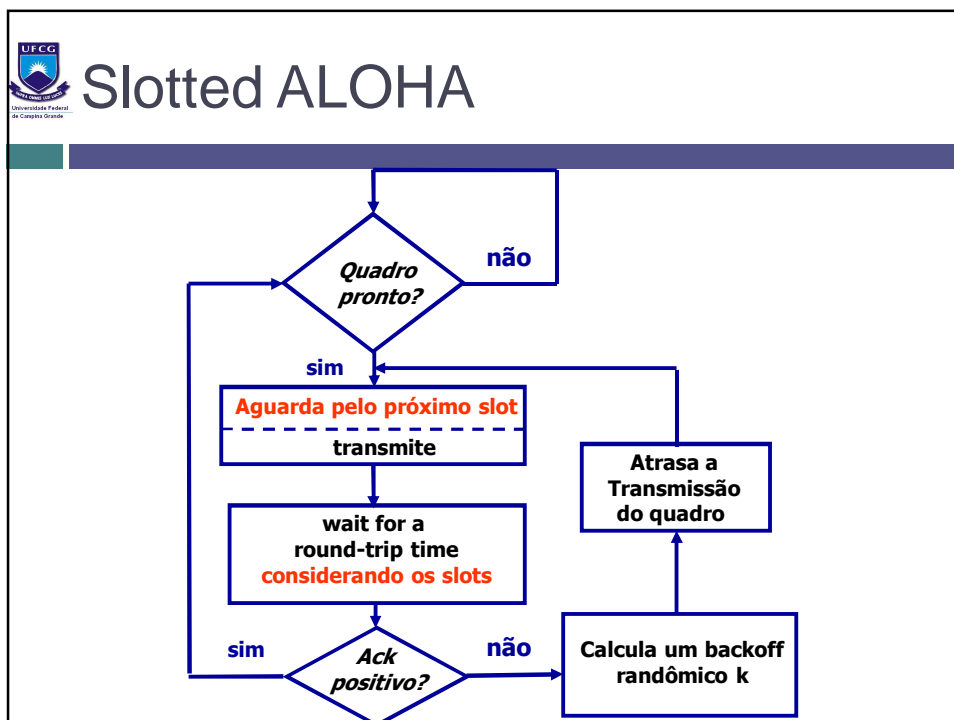 UFCG
Universidade Federal
de Campina Grande
Slotted ALOHA
Quadro
pronto?
não
sim
Aguarda pelo próximo slot
transmite
wait for a
round-trip time
considerando os slots
Ack
positivo?
sim
não
Calcula um backoff
randômico k
Atrasa a
Transmissão
do quadro